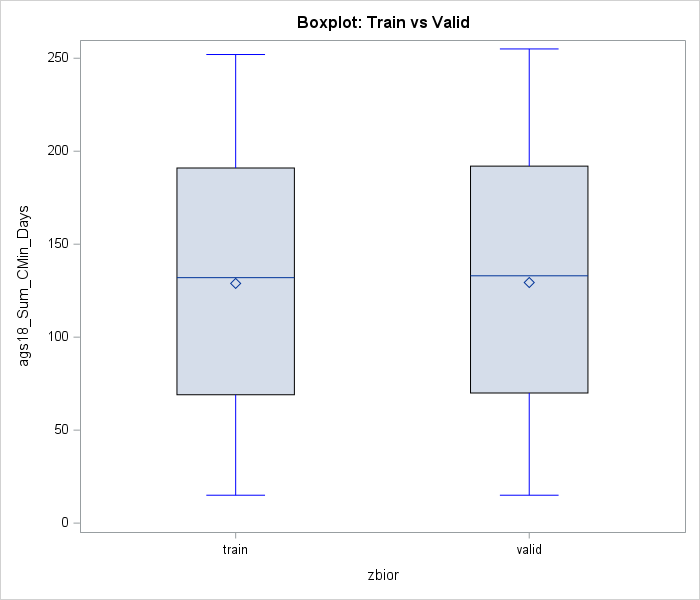 Boxplot: Train vs Valid
ags18_Sum_CMin_Days
250
200
150
100
50
0
train
valid
zbior